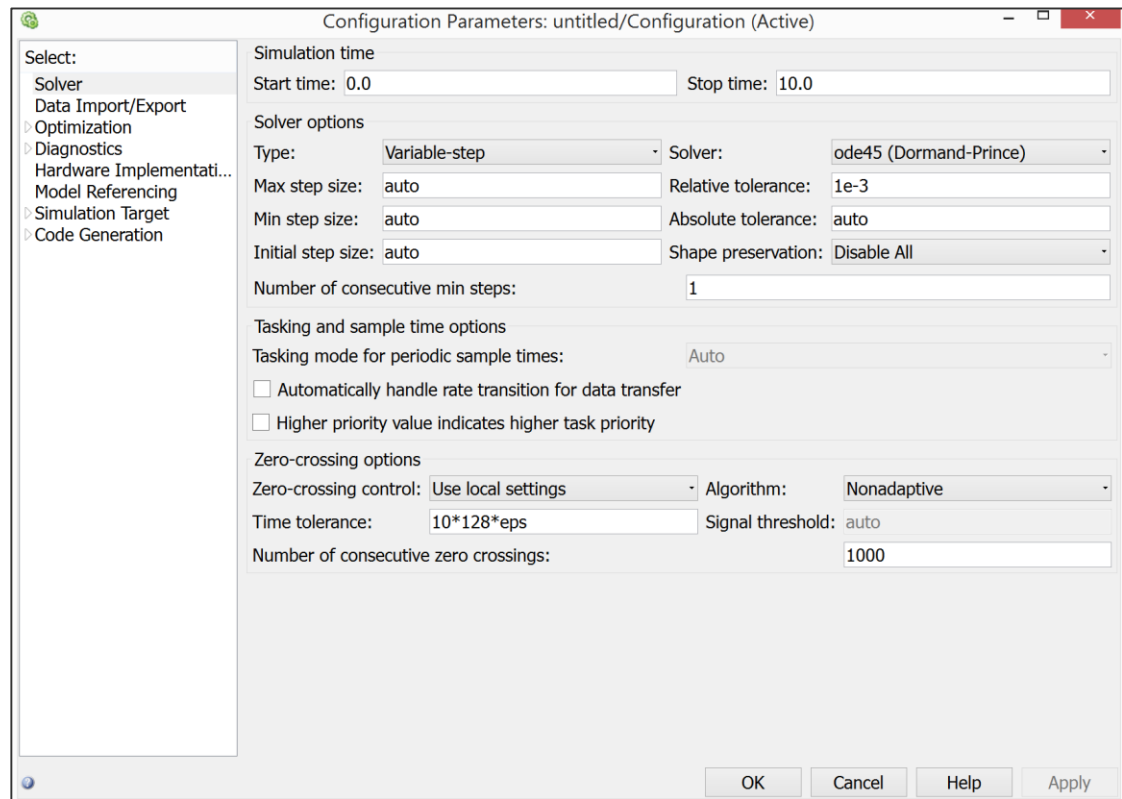 Configuration Parameters: untitled/Configuration (Active)
Select:
Solver
Data Import/Export
Optimization
Diagnostics
Hardware Implementati...
Model Referencing
Simulation Target
Code Generation
Simulation time
Start time: 0.0 Stop time: 10.0
Solver options
Type: Variable-step Solver: ode45 (Dormand-Prince)
Max step size: auto Relative tolerance: 1e-3
Min step size: auto Absolute tolerance: auto
Initial step size: auto Shape preservation: Disable All
Number of consecutive min steps: 1
Tasking and sample time options
Tasking mode for periodic sample times: Auto
Automatically handle rate transition for data transfer
Higher priority value indicates higher task priority
Zero-crossing options
Zero-crossing control: Use local settings Algorithm: Nonadaptive
Time tolerance: 10*128*eps Signal threshold: auto
Number of consecutive zero crossings: 1000
OK Cancel Help Apply